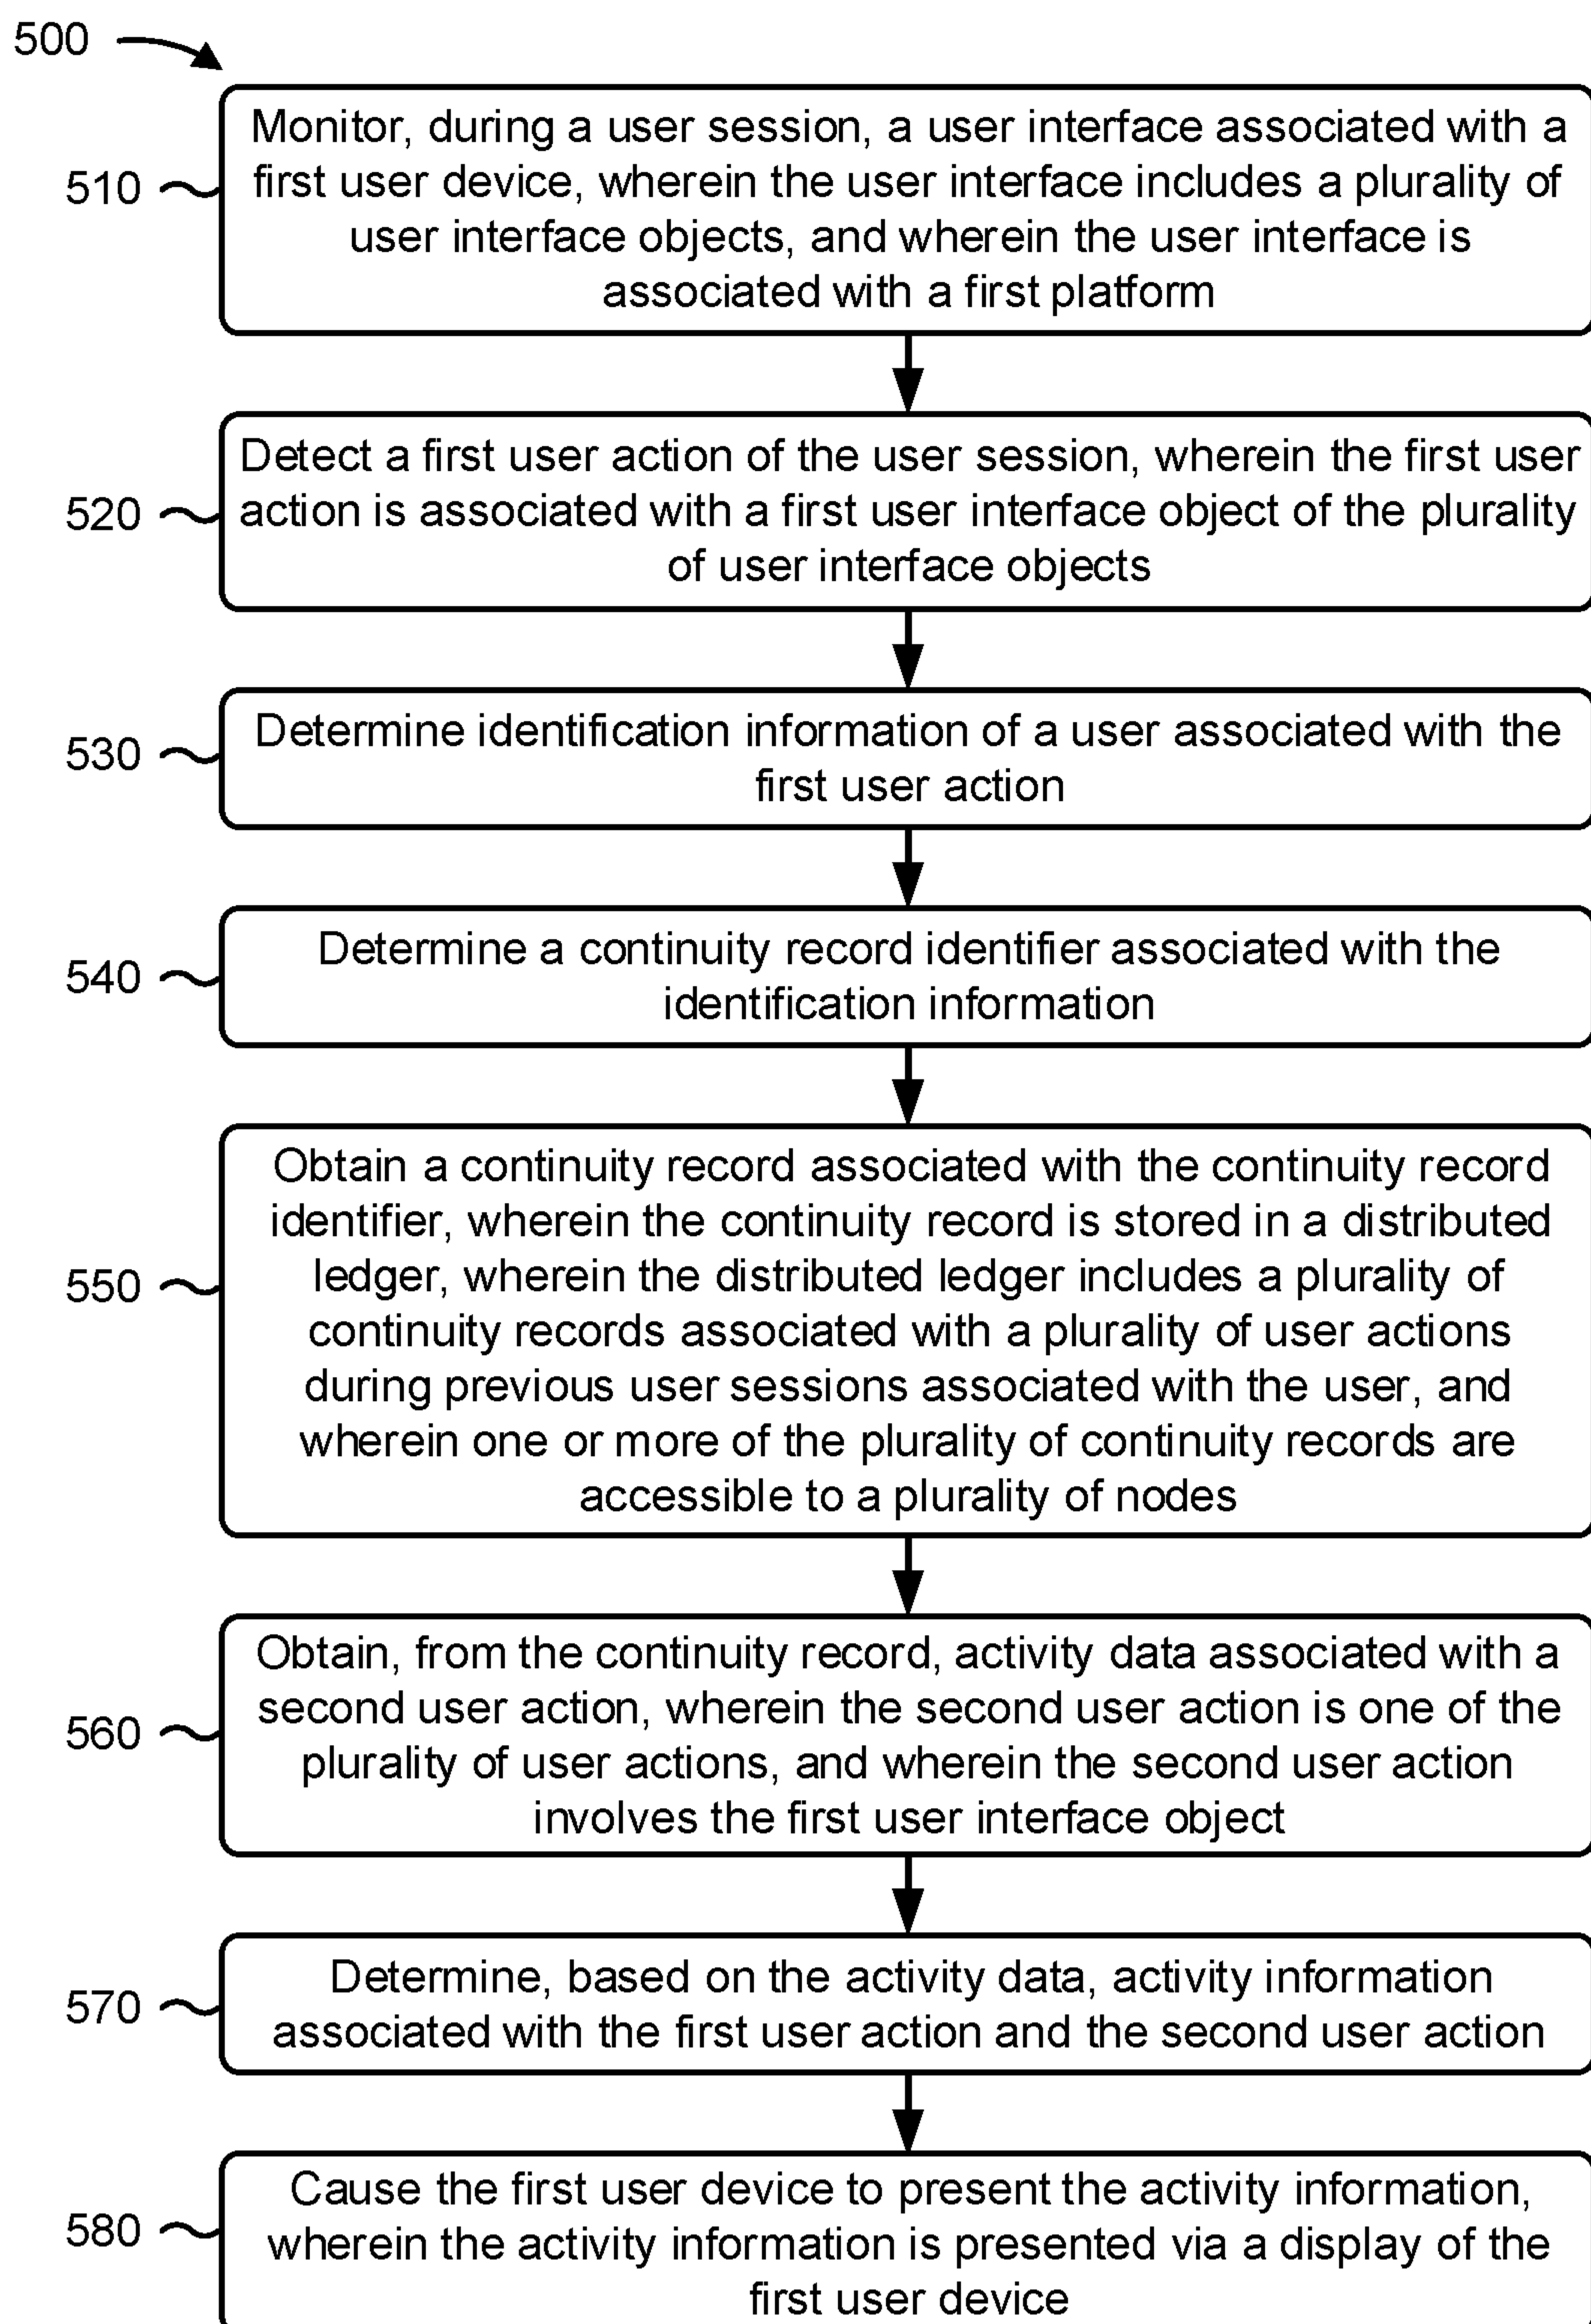 500
510
Monitor, during a user session, a user interface associated with a
first user device, wherein the user interface includes a plurality of
user interface objects, and wherein the user interface is
associated with a first platform
520
Detect a first user action of the user session, wherein the first user
action is associated with a first user interface object of the plurality
of user interface objects
530
Determine identification information of a user associated with the
first user action
540
Determine a continuity record identifier associated with the
identification information
550
Obtain a continuity record associated with the continuity record
identifier, wherein the continuity record is stored in a distributed
ledger, wherein the distributed ledger includes a plurality of
continuity records associated with a plurality of user actions
during previous user sessions associated with the user, and
wherein one or more of the plurality of continuity records are
accessible to a plurality of nodes
560
Obtain, from the continuity record, activity data associated with a
second user action, wherein the second user action is one of the
plurality of user actions, and wherein the second user action
involves the first user interface object
570
Determine, based on the activity data, activity information
associated with the first user action and the second user action
580
Cause the first user device to present the activity information,
wherein the activity information is presented via a display of the
first user device